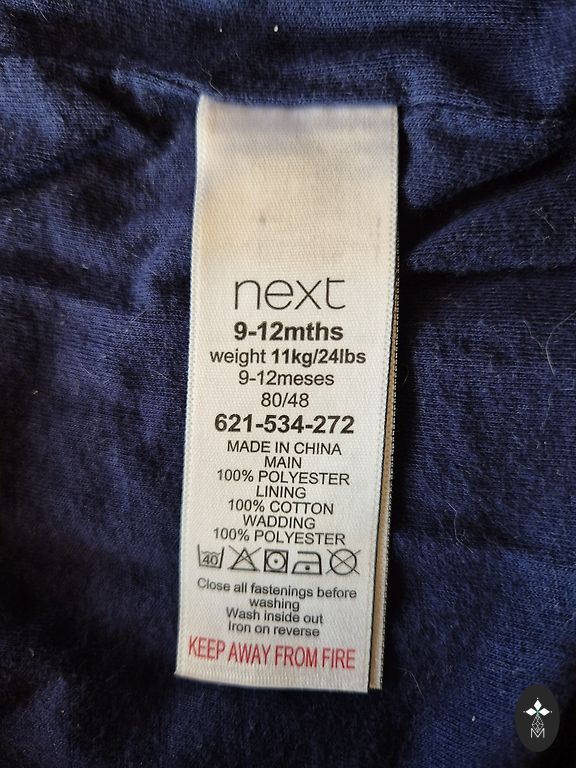 next
9-12mths
weight 11kg/24lbs
9-12meses
80/48
621-534-272
MADE IN CHINA
MAIN
100% POLYESTER
LINING
100% COTTON
WADDING
100% POLYESTER
40
Close all fastenings before
washing
Wash inside out
Iron on reverse
KEEP AWAY FROM FIRE
M